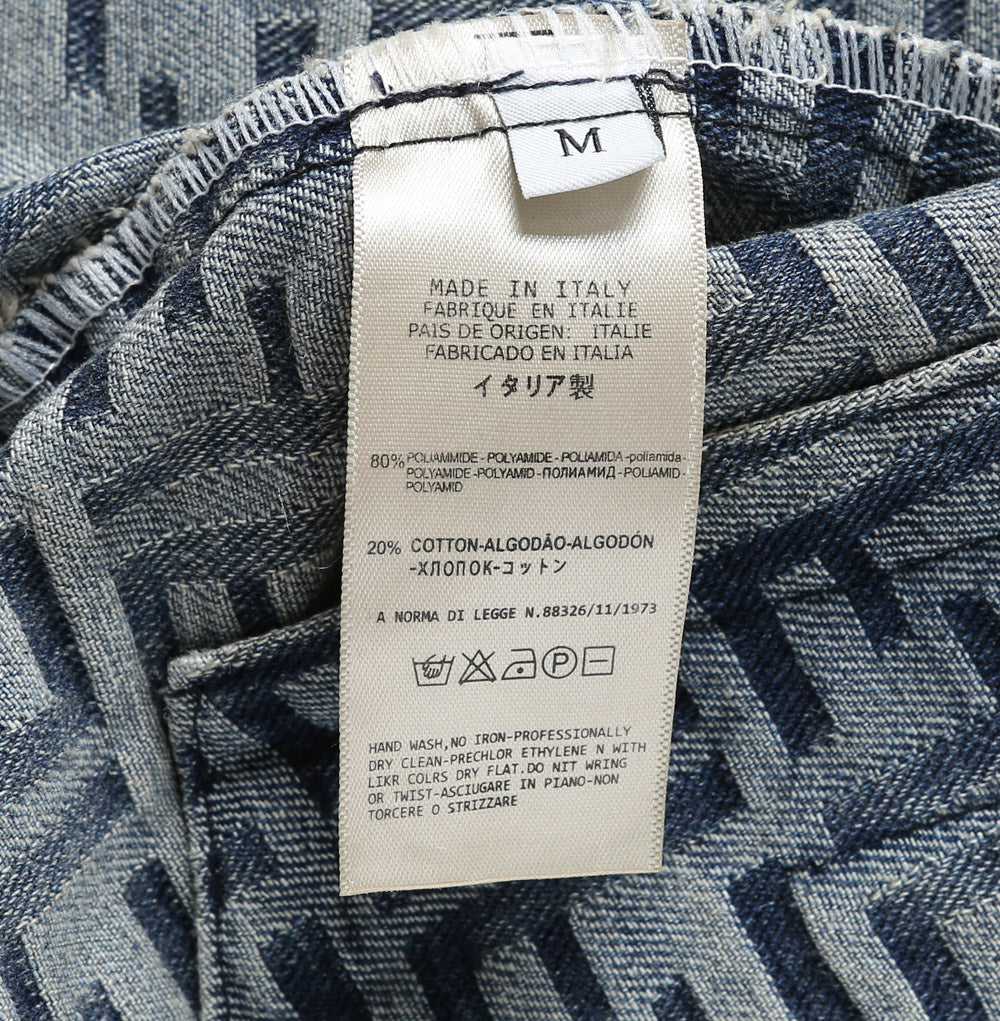 M
MADE IN ITALY
FABRIQUE EN ITALIE
PAIS DE ORIGEN: ITALIE
FABRICADO EN ITALIA
イタリア製
80% POLIAMMIDE - POLYAMIDE - POLIAMIDA -poliamida-
POLYAMIDE -POLYAMID -ПОЛИАМИД - POLIAMID
POLYAMID
20% COTTON-ALGODÃO-ALGODÓN
-ХЛОПОК-コットン
A NORMA DI LEGGE N.88326/11/1973
P
HAND WASH,NO IRON-PROFESSIONALLY
DRY CLEAN-PRECHLOR ETHYLENE N WITH
LIKR COLRS DRY FLAT.DO NIT WRING
OR TWIST-ASCIUGARE IN PIANO-NON
TORCERE O STRIZZARE